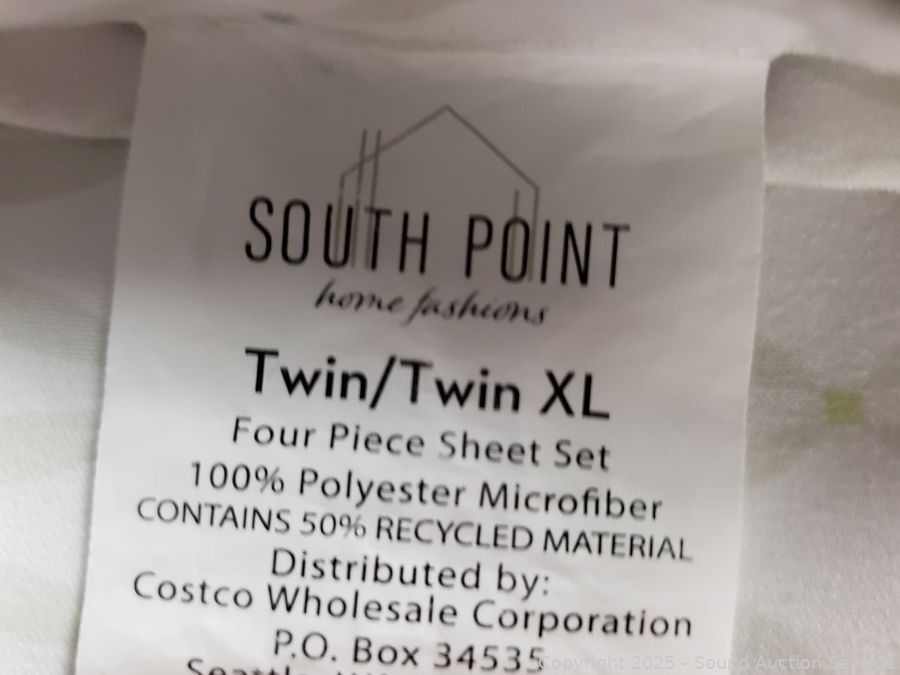 SOUTH POINT
home fashions
Twin/Twin XL
Four Piece Sheet Set
100% Polyester Microfiber
CONTAINS 50% RECYCLED MATERIAL
Distributed by:
Costco Wholesale Corporation
P.O. Box 34535
Seattle,
Copyright 2025 - Sound Auction Service